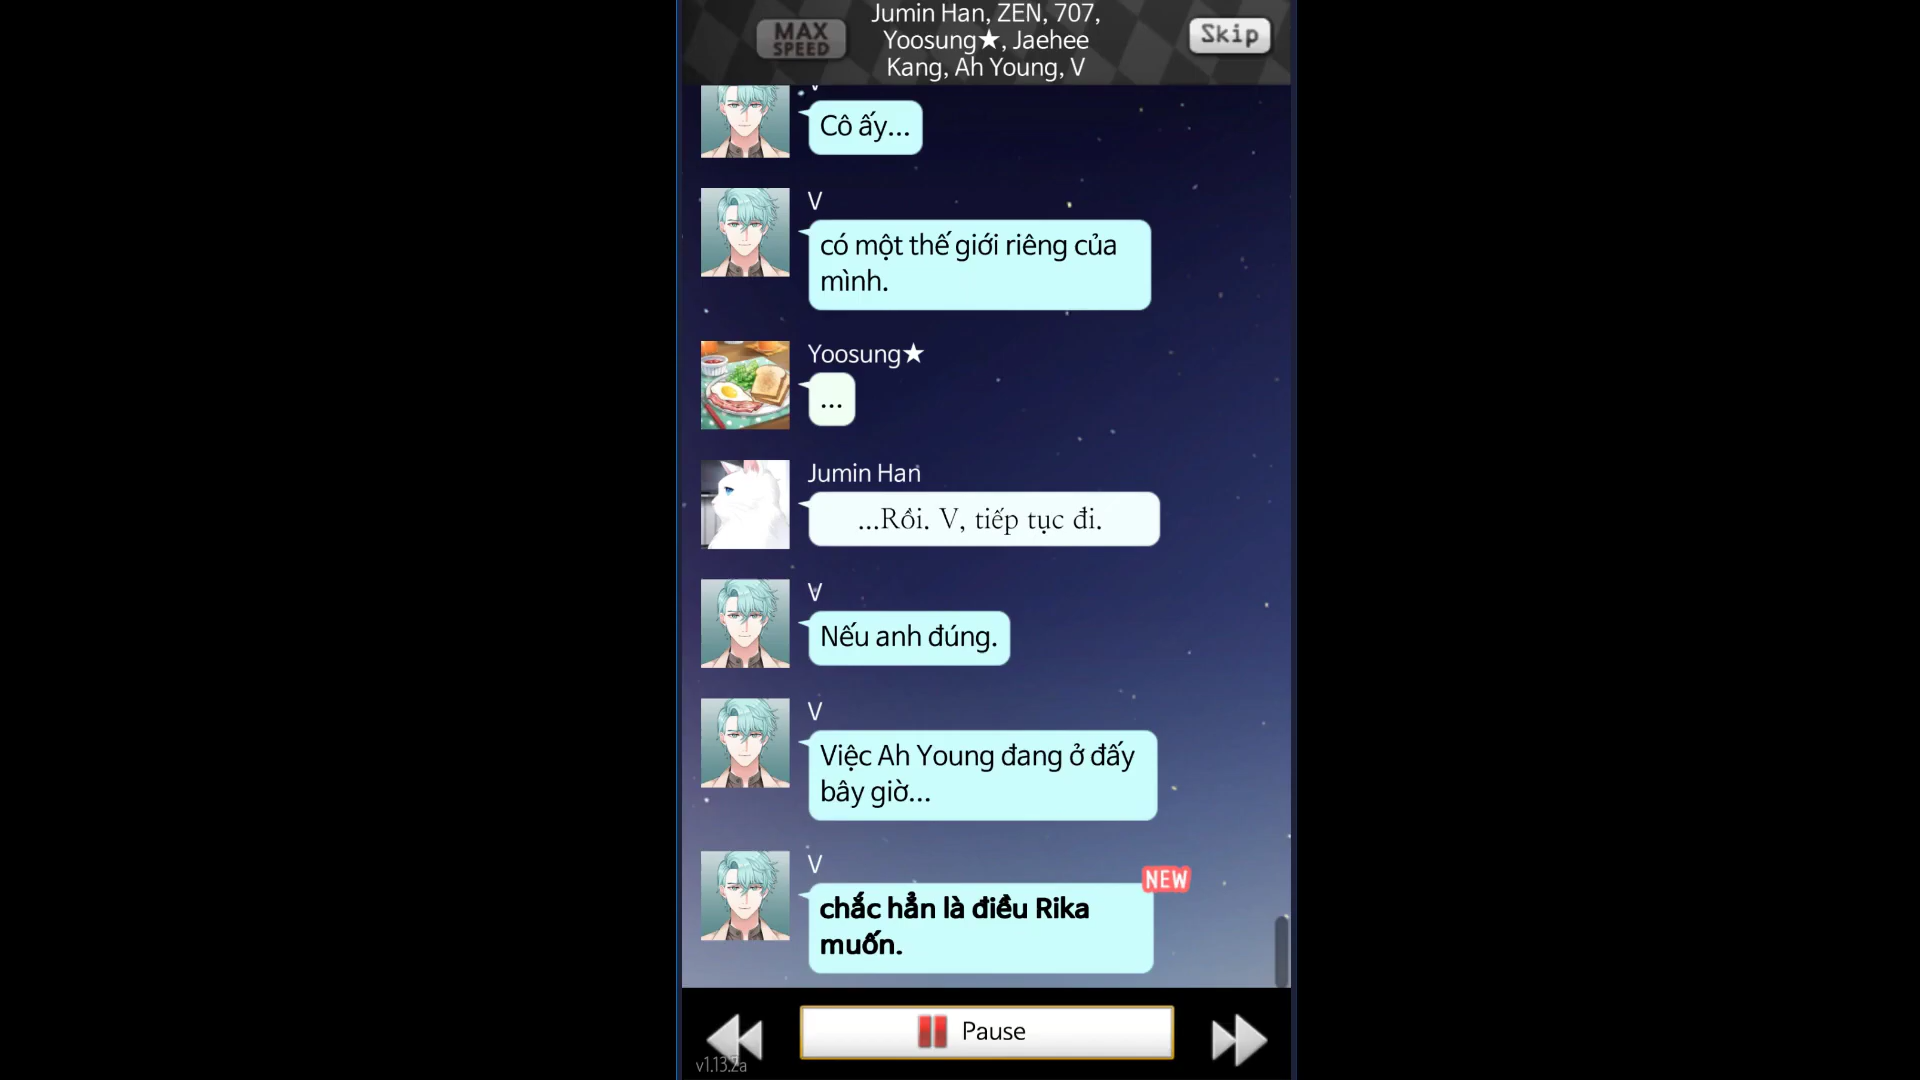 MAX
SPEED
Jumin Han, ZEN, 707,
Yoosung★, Jaehee
Kang, Ah Young, V
Skip
V
Cô ấy...
V
có một thế giới riêng của
mình.
Yoosung★
...
Jumin Han
...Rồi. V, tiếp tục đi.
V
Nếu anh đúng.
V
Việc Ah Young đang ở đấy
bây giờ...
V
NEW
chắc hẳn là điều Rika
muốn.
Pause
v1.13.2a